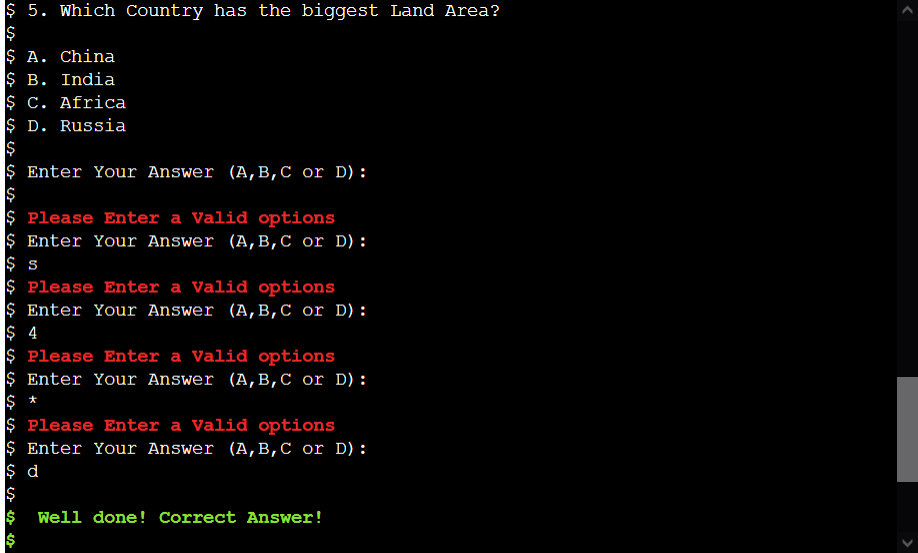 $ 5. Which Country has the biggest Land Area?
$
$ A. China
$ B. India
$ C. Africa
$ D. Russia
$
$ Enter Your Answer (A,B,C or D):
$
$ Please Enter a Valid options
$ Enter Your Answer (A,B,C or D):
$ s
$ Please Enter a Valid options
$ Enter Your Answer (A,B,C or D):
$ 4
$ Please Enter a Valid options
$ Enter Your Answer (A,B,C or D):
$ *
$ Please Enter a Valid options
$ Enter Your Answer (A,B,C or D):
$ d
$
$ Well done! Correct Answer!
$